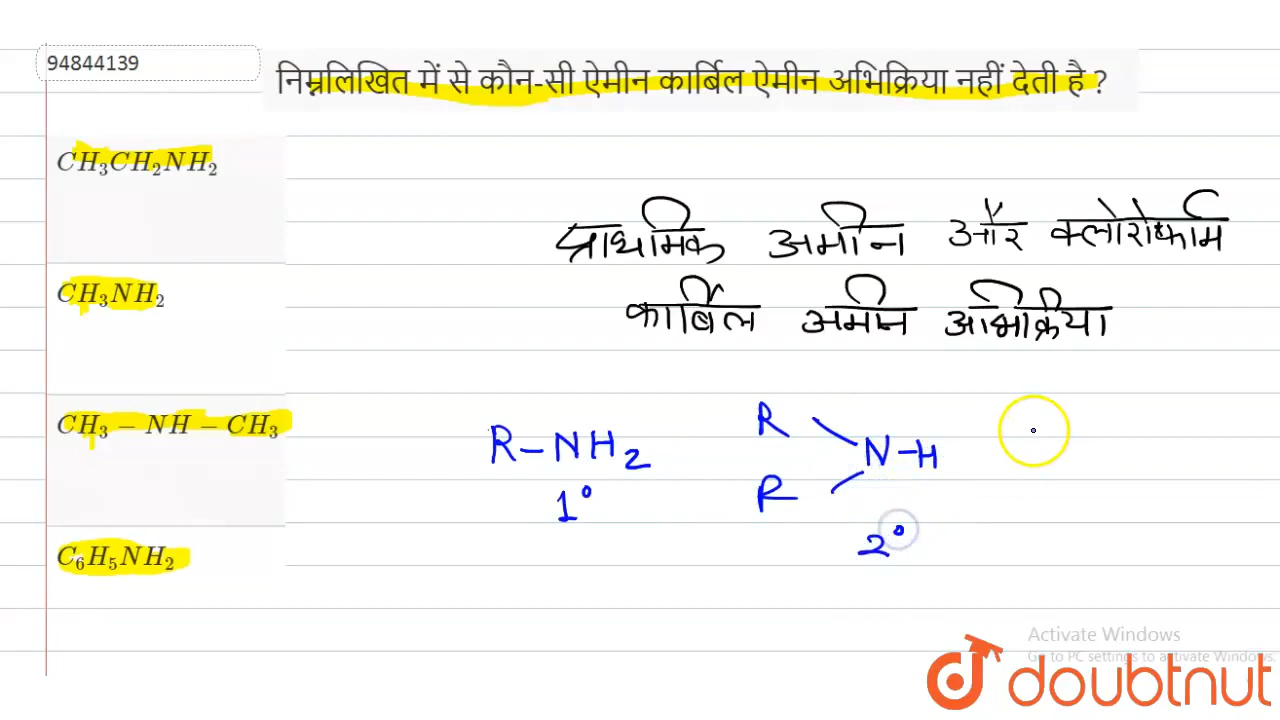 94844139
निम्नलिखित में से कौन-सी ऐमीन कार्बिल ऐमीन अभिक्रिया नहीं देती है ?
CH₃CH₂NH₂
CH₃NH₂
CH₃ − NH − CH₃
C₆H₅NH₂
प्राथमिक अमीन और क्लोरोफॉर्म
कार्बिल अमीन अभिक्रिया
R-NH₂
1°
R
R
N-H
2°
Activate Windows
Go to PC settings to activate Windows.
doubtnut